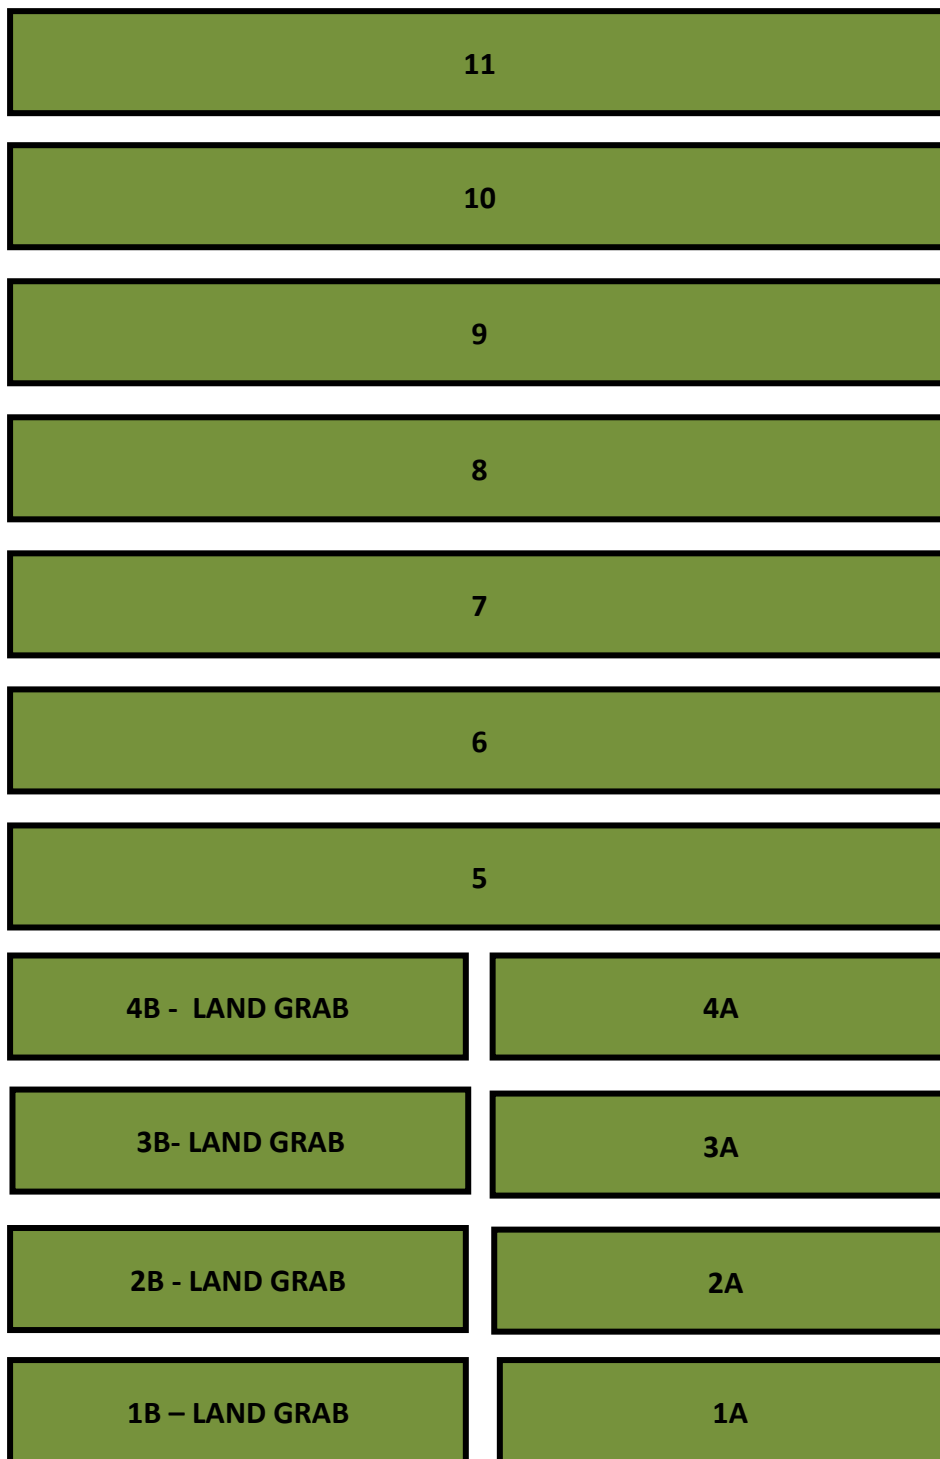 11
10
9
8
7
6
5
4B -  LAND GRAB
4A
3B- LAND GRAB
3A
2B - LAND GRAB
2A
1B – LAND GRAB
1A